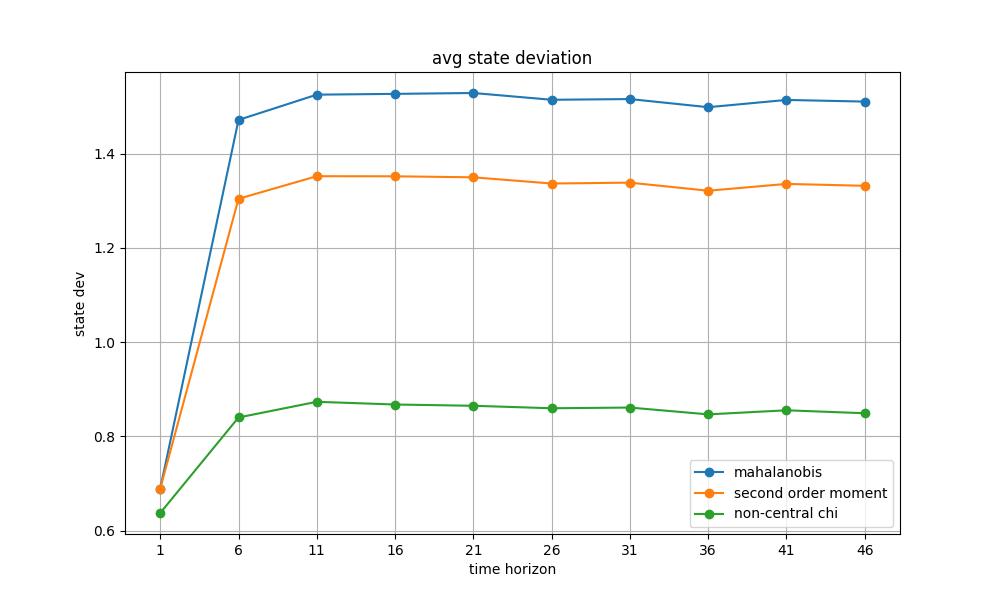 avg state deviation
state dev
1.4
1.2
1.0
0.8
0.6
mahalanobis
second order moment
non-central chi
1 6 11 16 21 26 31 36 41 46
time horizon